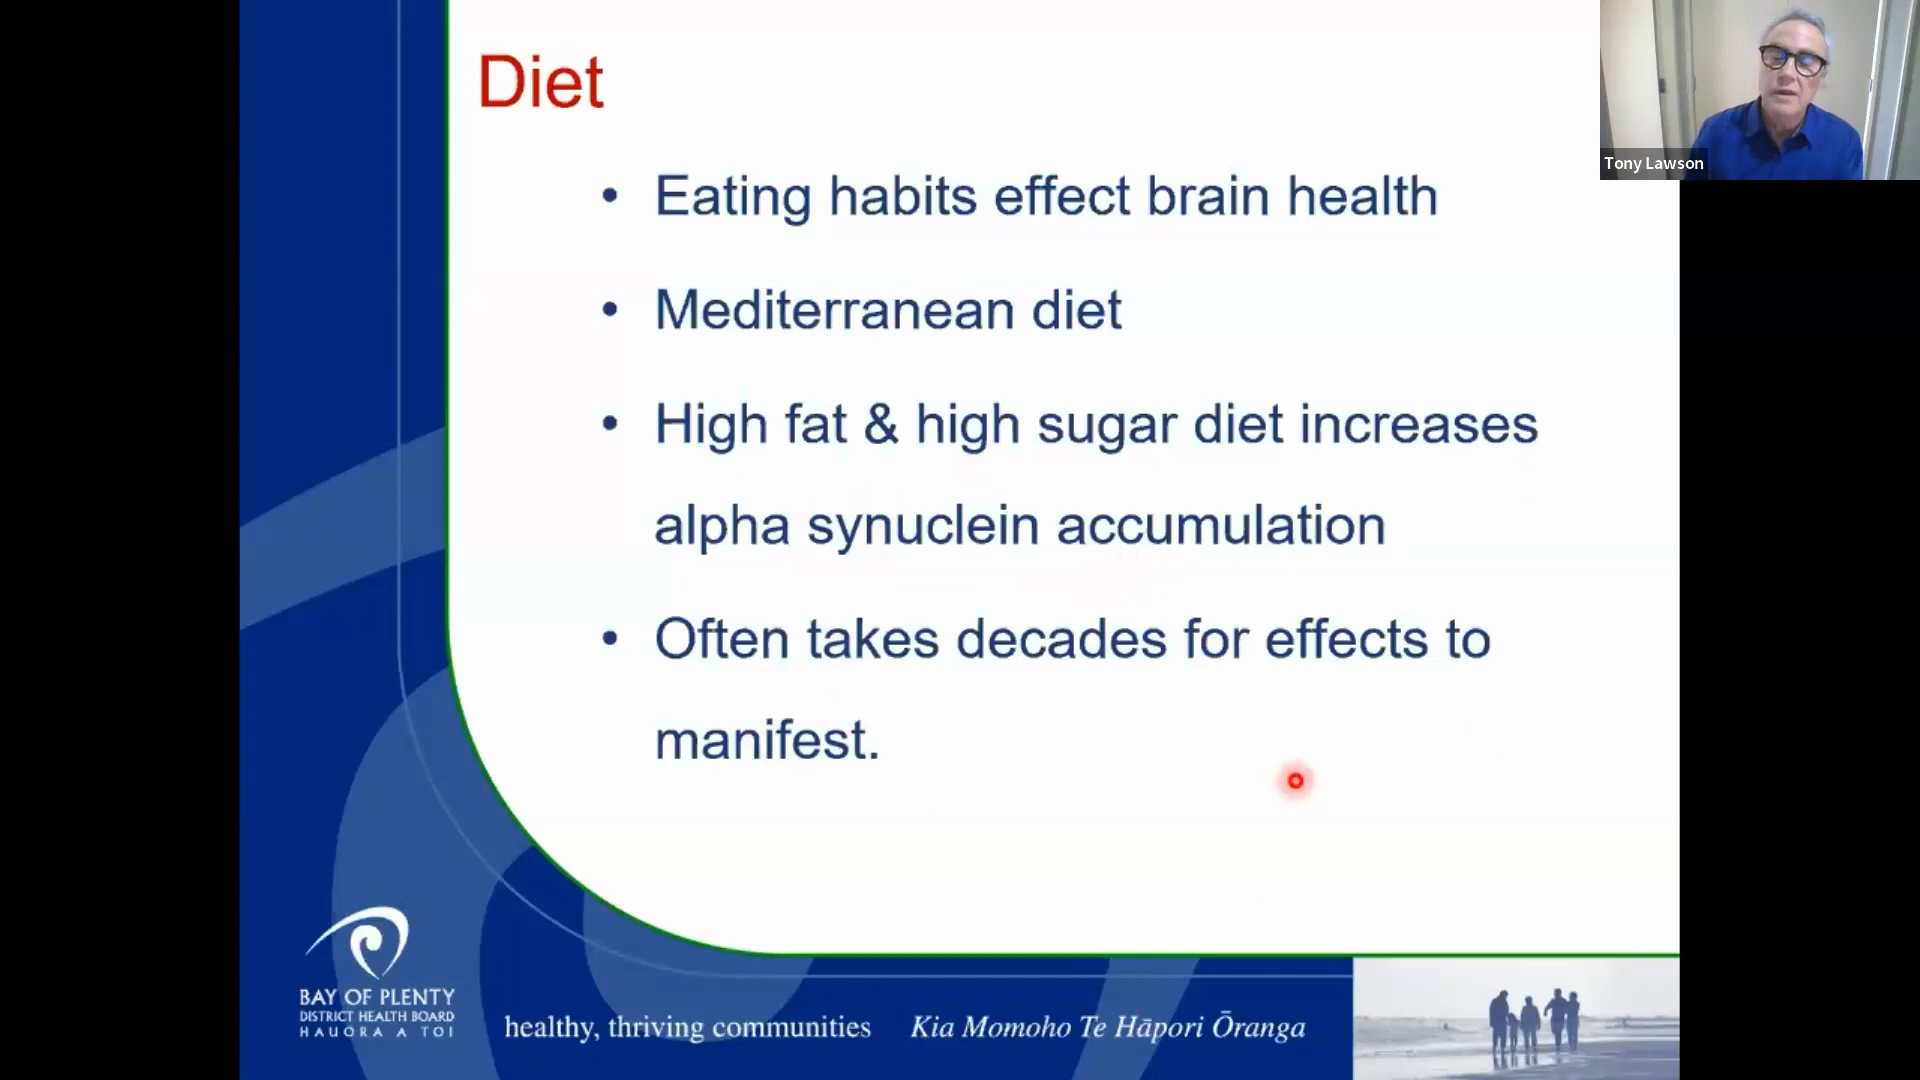 Diet
• Eating habits effect brain health
• Mediterranean diet
• High fat & high sugar diet increases
alpha synuclein accumulation
• Often takes decades for effects to
manifest.
Tony Lawson
BAY OF PLENTY
DISTRICT HEALTH BOARD
HAUORA A TOI
healthy, thriving communities Kia Momoho Te Hāpori Ōranga